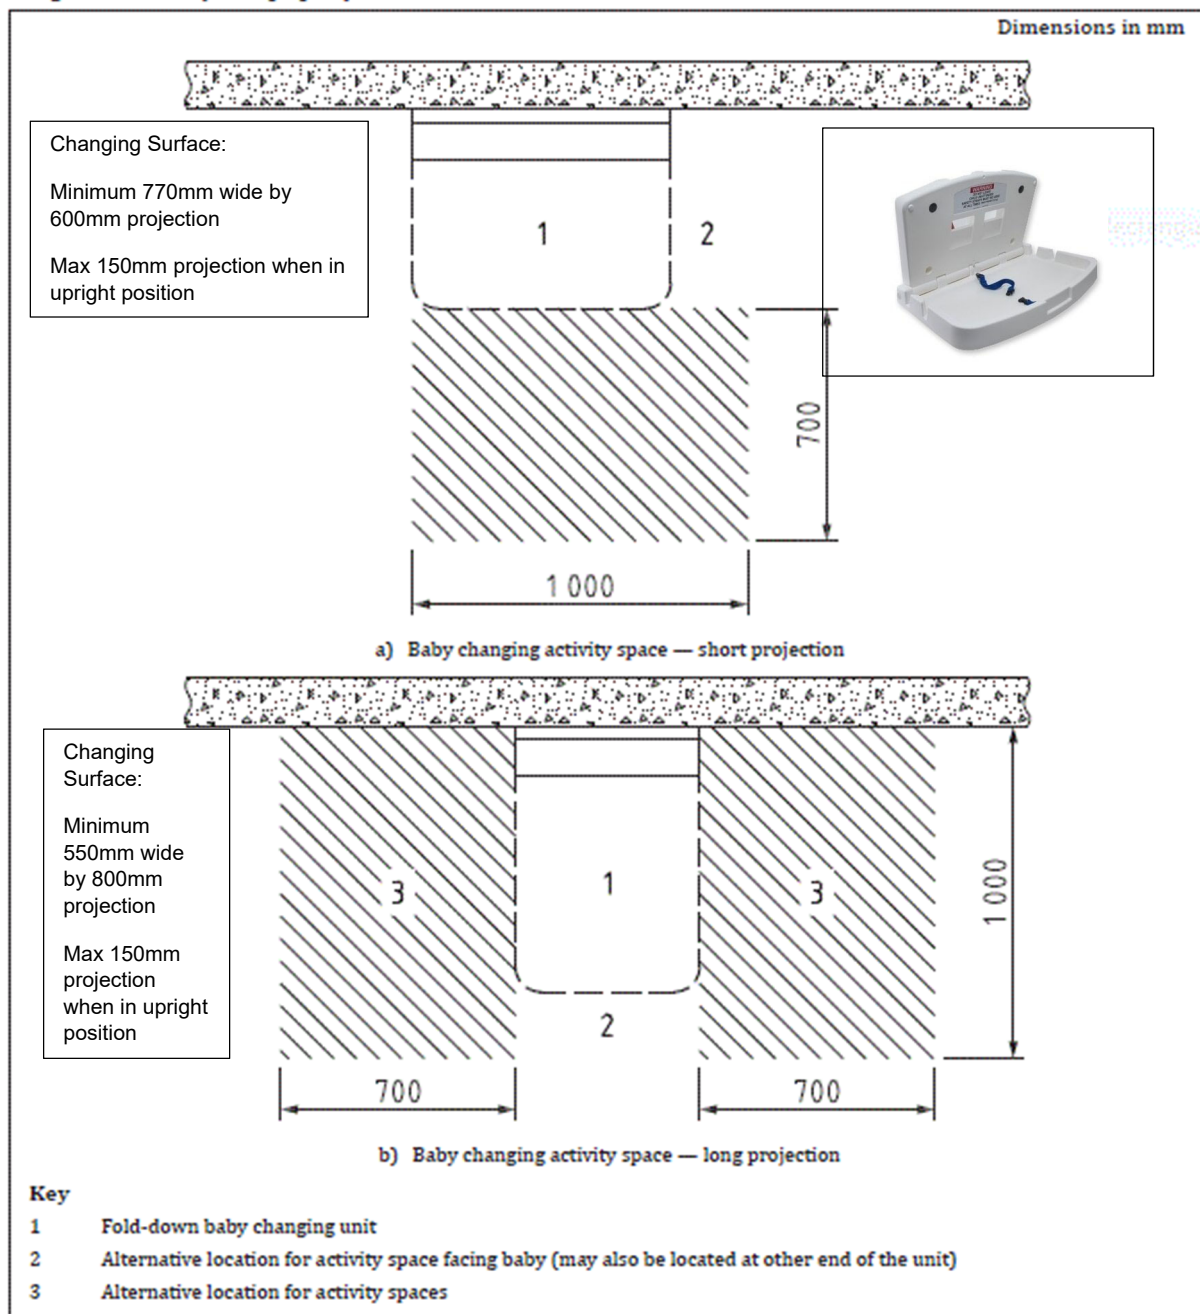 Dimensions in mm
Changing Surface:
Minimum 770mm wide by
600mm projection
Max 150mm projection when in
upright position
1
2
700
1 000
a) Baby changing activity space — short projection
Changing
Surface:
Minimum
550mm wide
by 800mm
projection
Max 150mm
projection
when in upright
position
3
1
3
2
1 000
700
700
b) Baby changing activity space — long projection
Key
1 Fold-down baby changing unit
2 Alternative location for activity space facing baby (may also be located at other end of the unit)
3 Alternative location for activity spaces